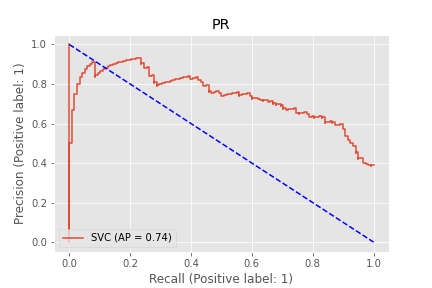 PR
Precision (Positive label: 1)
1.0
0.8
0.6
0.4
0.2
0.0
SVC (AP = 0.74)
0.0 0.2 0.4 0.6 0.8 1.0
Recall (Positive label: 1)